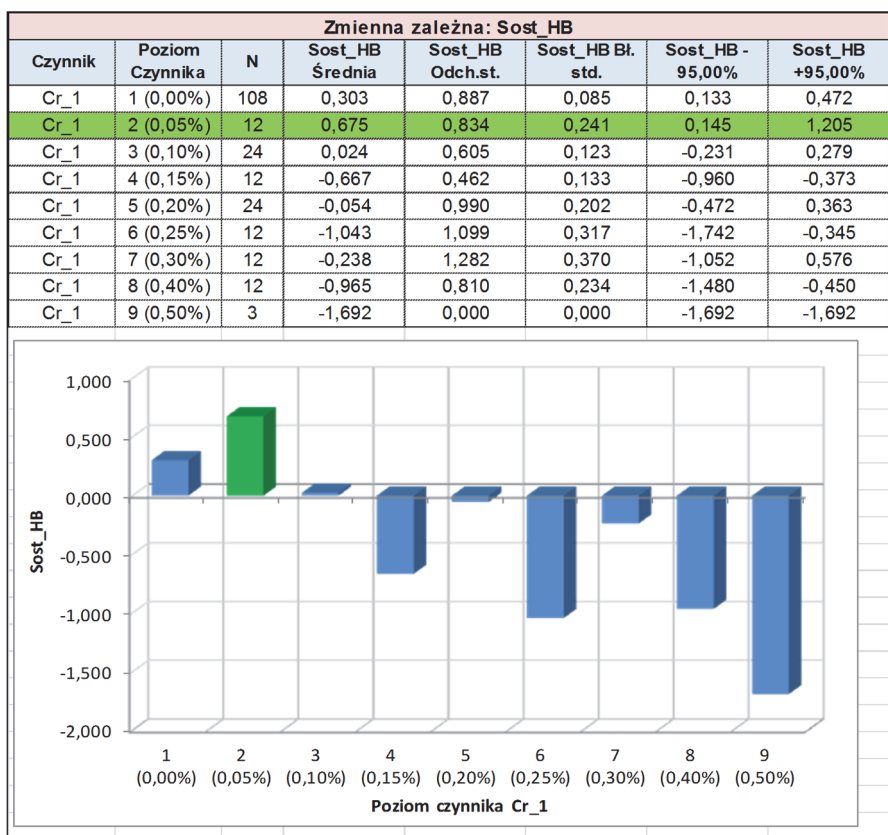 Zmienna zależna: Sost_HB
Czynnik Poziom Czynnika N Sost_HB Średnia Sost_HB Odch.st. Sost_HB Bł. std. Sost_HB - 95,00% Sost_HB +95,00%
Cr_1 1 (0,00%) 108 0,303 0,887 0,085 0,133 0,472
Cr_1 2 (0,05%) 12 0,675 0,834 0,241 0,145 1,205
Cr_1 3 (0,10%) 24 0,024 0,605 0,123 -0,231 0,279
Cr_1 4 (0,15%) 12 -0,667 0,462 0,133 -0,960 -0,373
Cr_1 5 (0,20%) 24 -0,054 0,990 0,202 -0,472 0,363
Cr_1 6 (0,25%) 12 -1,043 1,099 0,317 -1,742 -0,345
Cr_1 7 (0,30%) 12 -0,238 1,282 0,370 -1,052 0,576
Cr_1 8 (0,40%) 12 -0,965 0,810 0,234 -1,480 -0,450
Cr_1 9 (0,50%) 3 -1,692 0,000 0,000 -1,692 -1,692
1,000
0,500
0,000
-0,500
-1,000
-1,500
-2,000
Sost_HB
1 2 3 4 5 6 7 8 9
(0,00%) (0,05%) (0,10%) (0,15%) (0,20%) (0,25%) (0,30%) (0,40%) (0,50%)
Poziom czynnika Cr_1